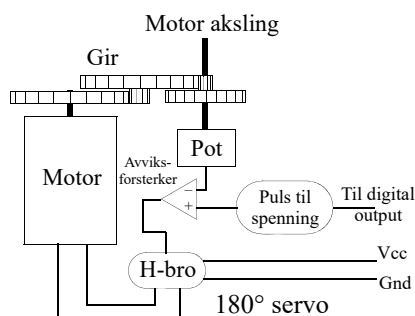 Motor aksling
Gir
Pot
Motor
Avviks-
forsterker
−
+
Puls til
spenning
Til digital
output
H-bro
Vcc
Gnd
180° servo